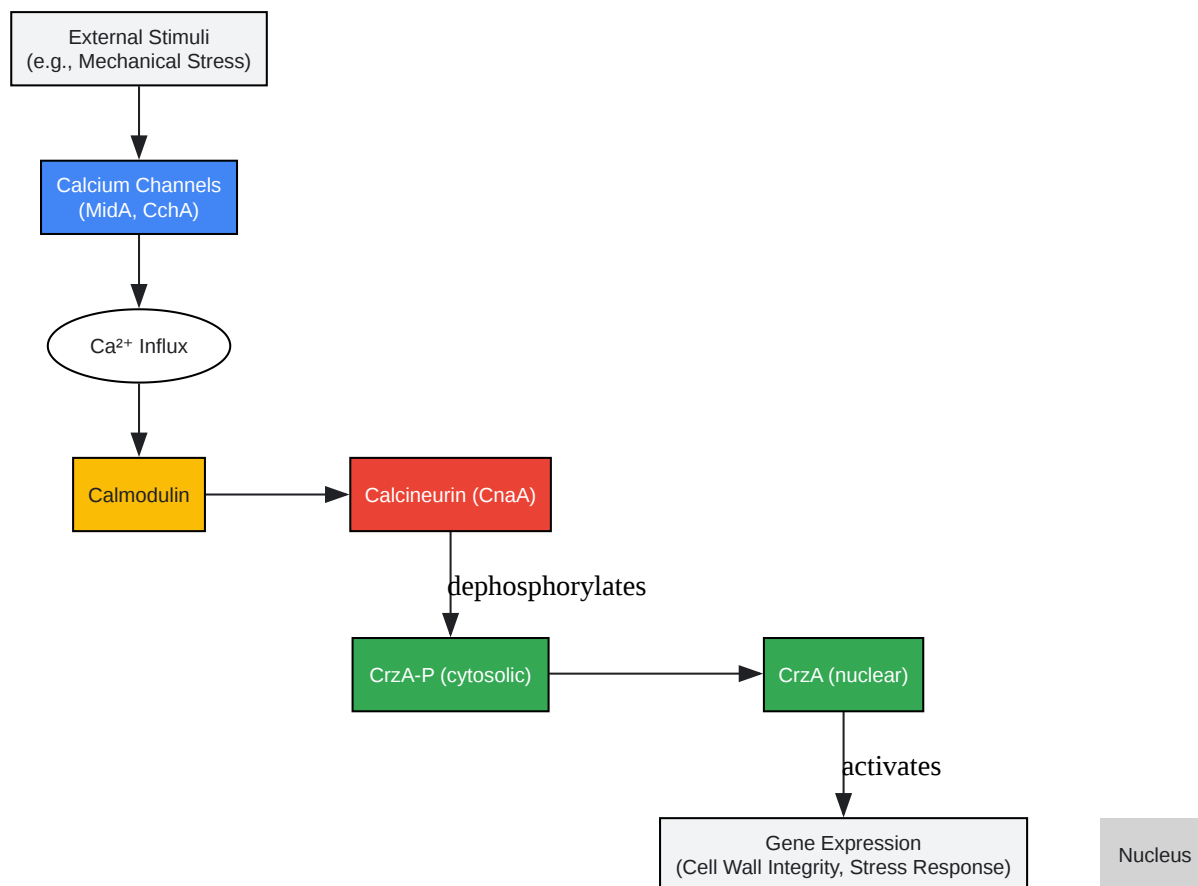 External Stimuli
(e.g., Mechanical Stress)
Calcium Channels
(MidA, CchA)
Ca²⁺ Influx
Calmodulin
Calcineurin (CnaA)
dephosphorylates
CrzA-P (cytosolic)
CrzA (nuclear)
activates
Gene Expression
(Cell Wall Integrity, Stress Response)
Nucleus